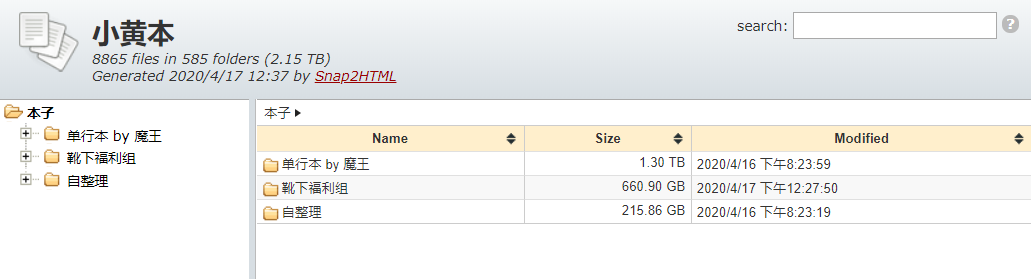 小黄本
8865 files in 585 folders (2.15 TB)
Generated 2020/4/17 12:37 by Snap2HTML
search:
?
本子
单行本 by 魔王
靴下福利组
自整理
本子
Name Size Modified
单行本 by 魔王 1.30 TB 2020/4/16 下午8:23:59
靴下福利组 660.90 GB 2020/4/17 下午12:27:50
自整理 215.86 GB 2020/4/16 下午8:23:19